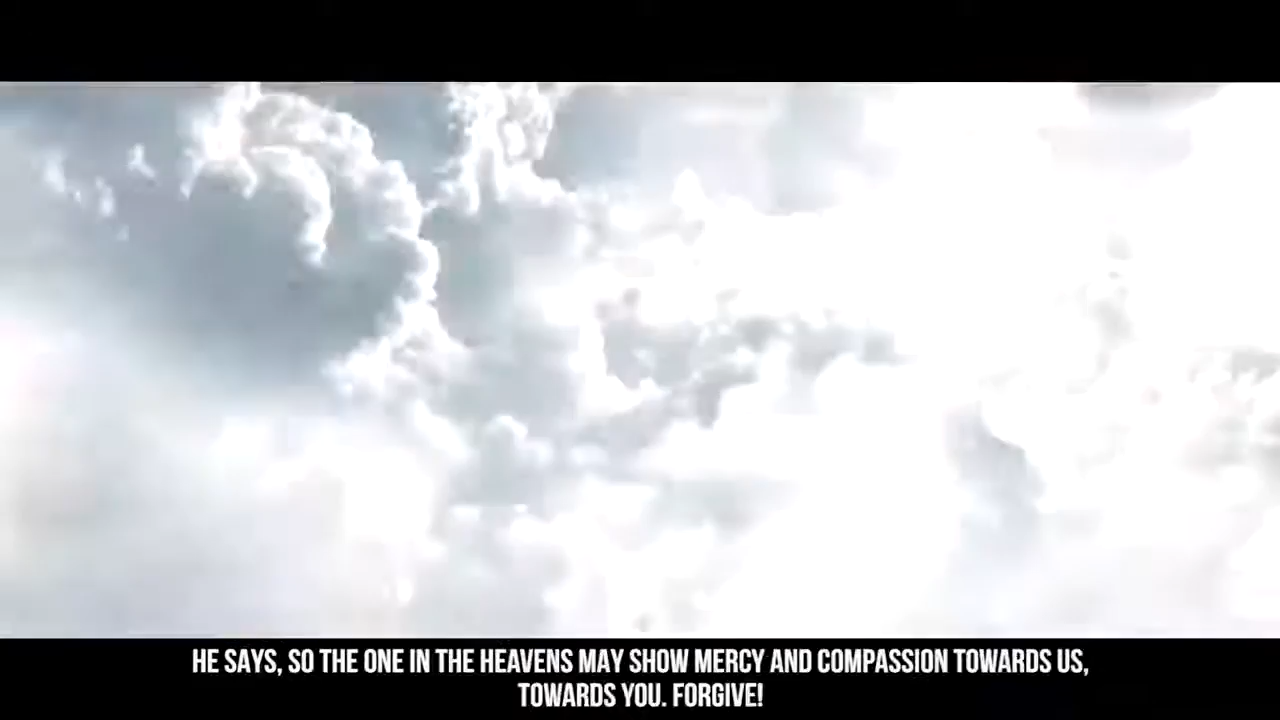 HE SAYS, SO THE ONE IN THE HEAVENS MAY SHOW MERCY AND COMPASSION TOWARDS US,
TOWARDS YOU. FORGIVE!